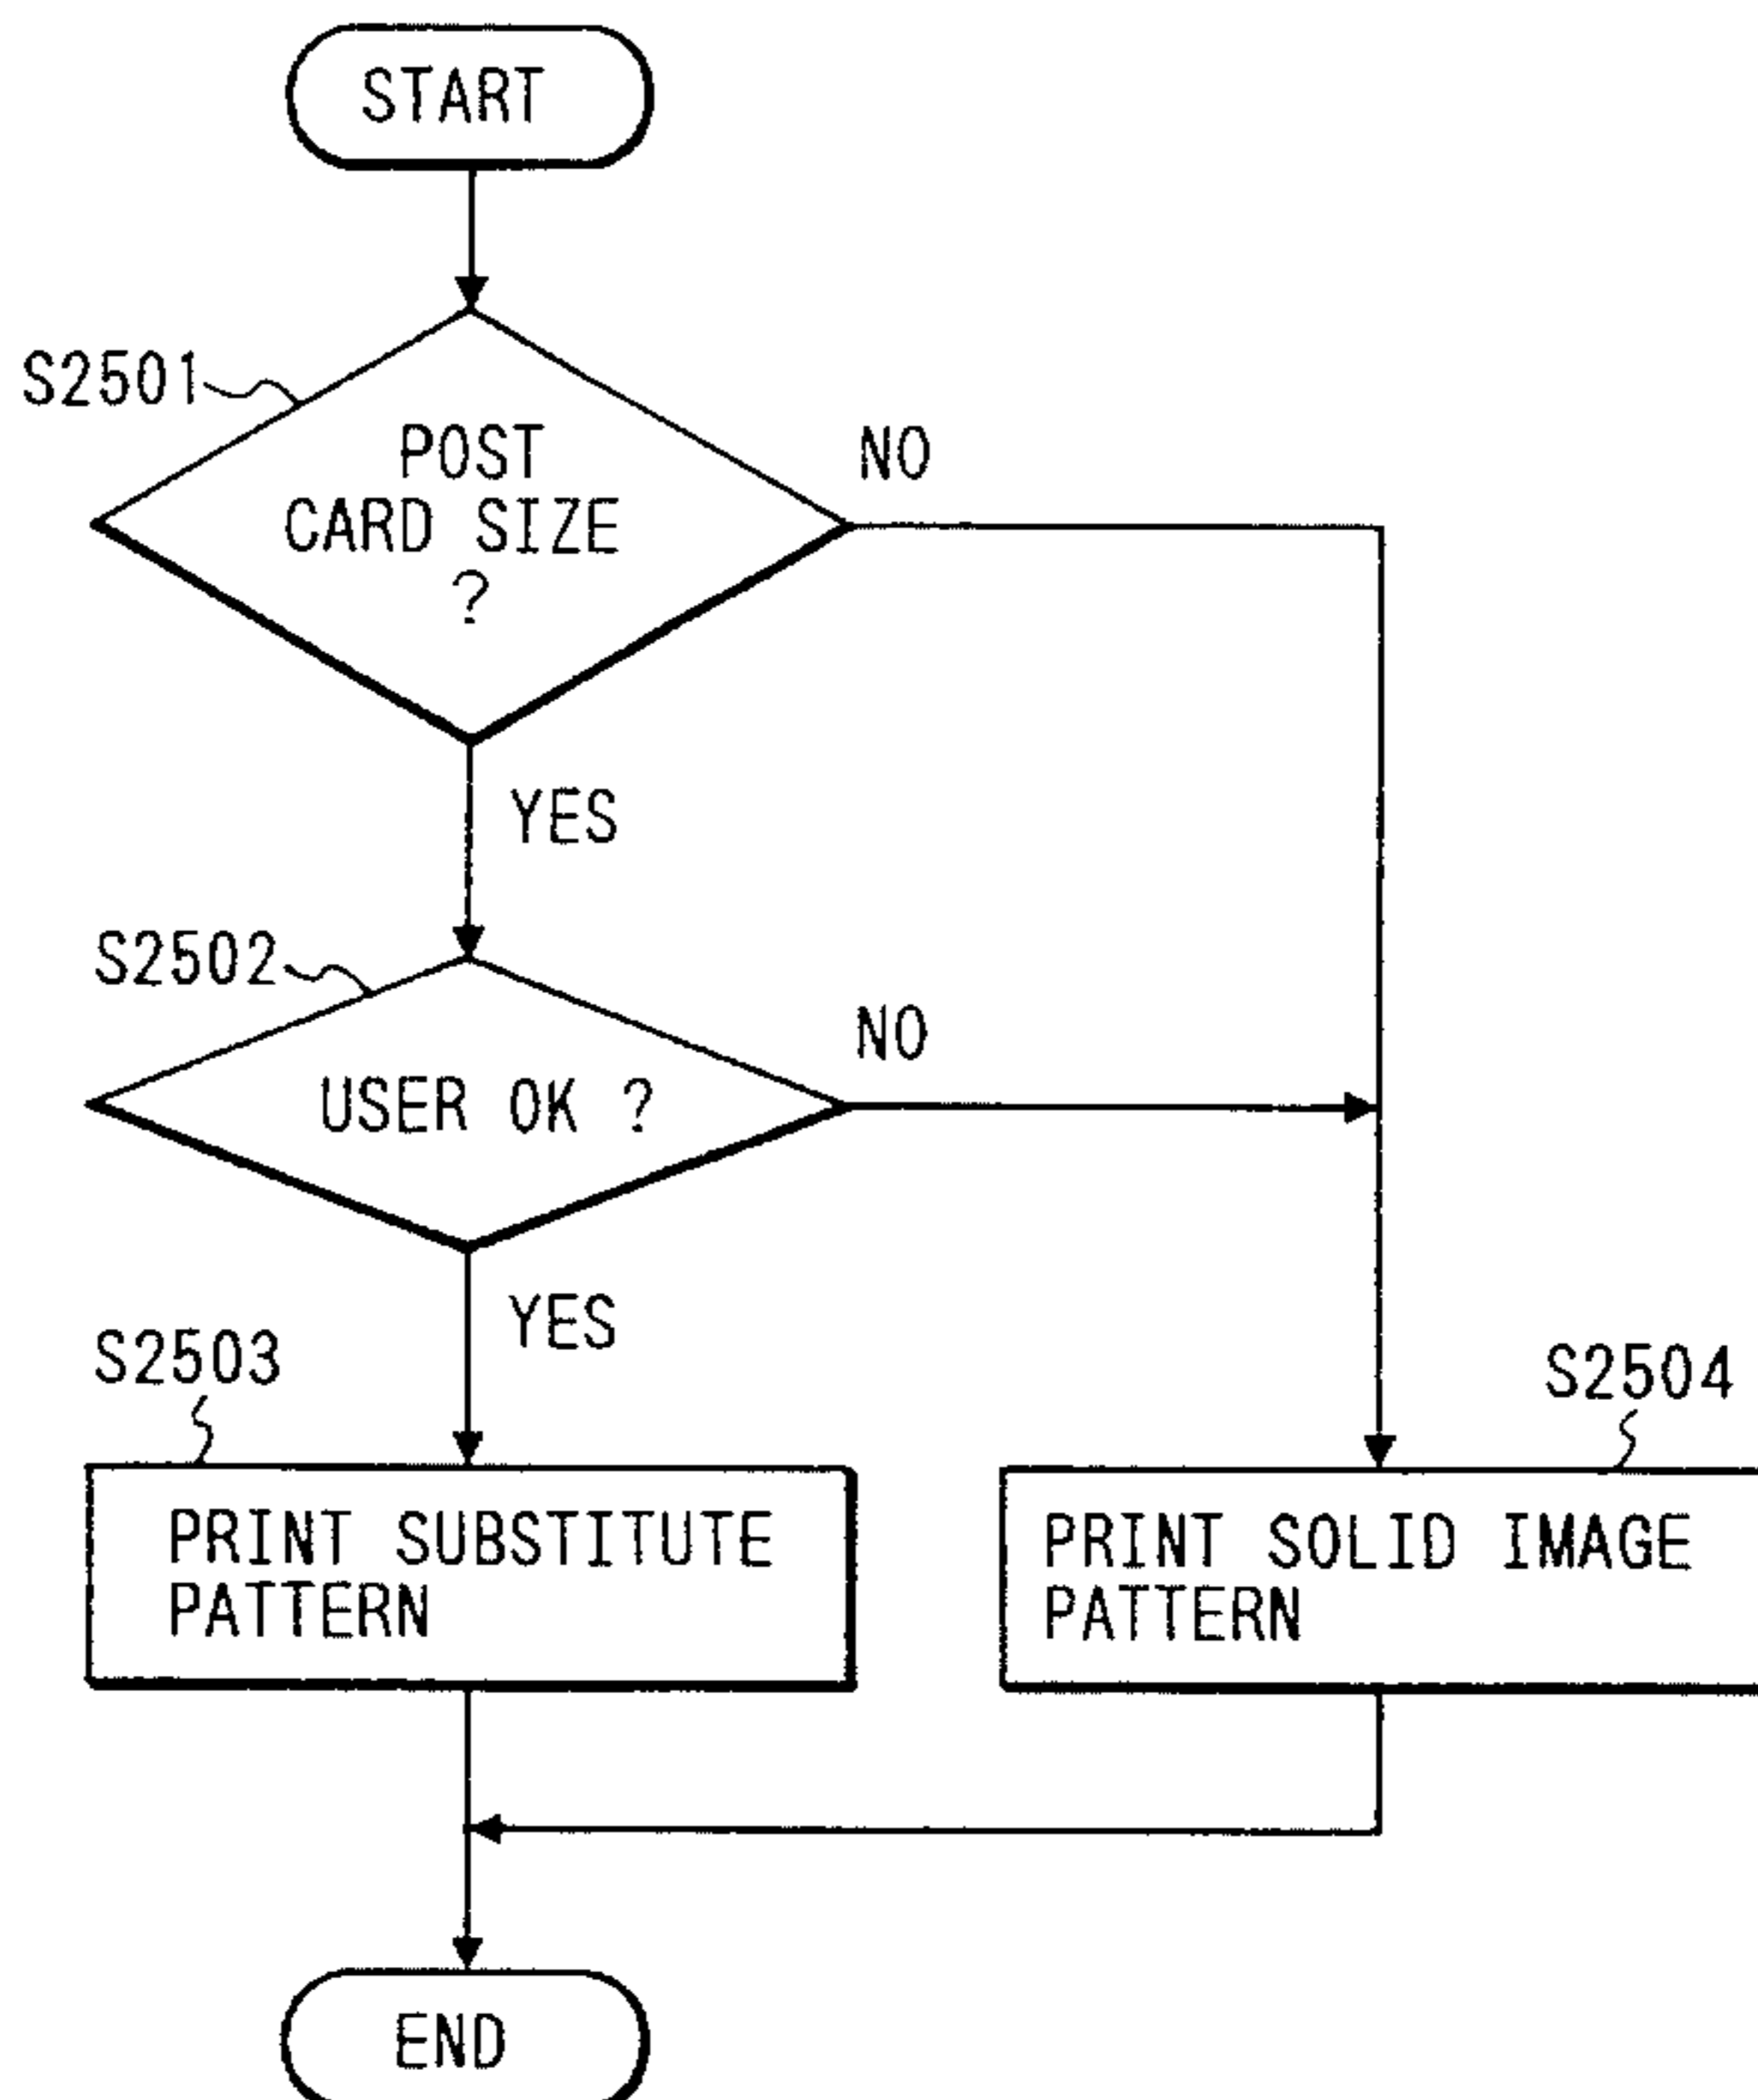 START
S2501
POST
CARD SIZE
?
NO
YES
S2502
USER OK ?
NO
YES
S2503
PRINT SUBSTITUTE
PATTERN
S2504
PRINT SOLID IMAGE
PATTERN
END